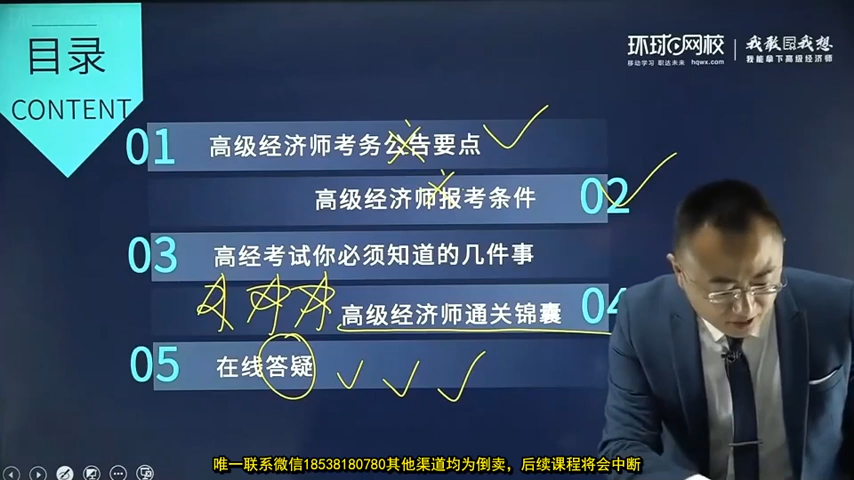 目录
CONTENT
环球网校
移动学习 职达未来 hqwx.com
我敢我想
我能拿下高级经济师
01 高级经济师考务公告要点
高级经济师报考条件 02
03 高经考试你必须知道的几件事
高级经济师通关锦囊 04
05 在线答疑
唯一联系微信18538180780其他渠道均为倒卖，后续课程将会中断